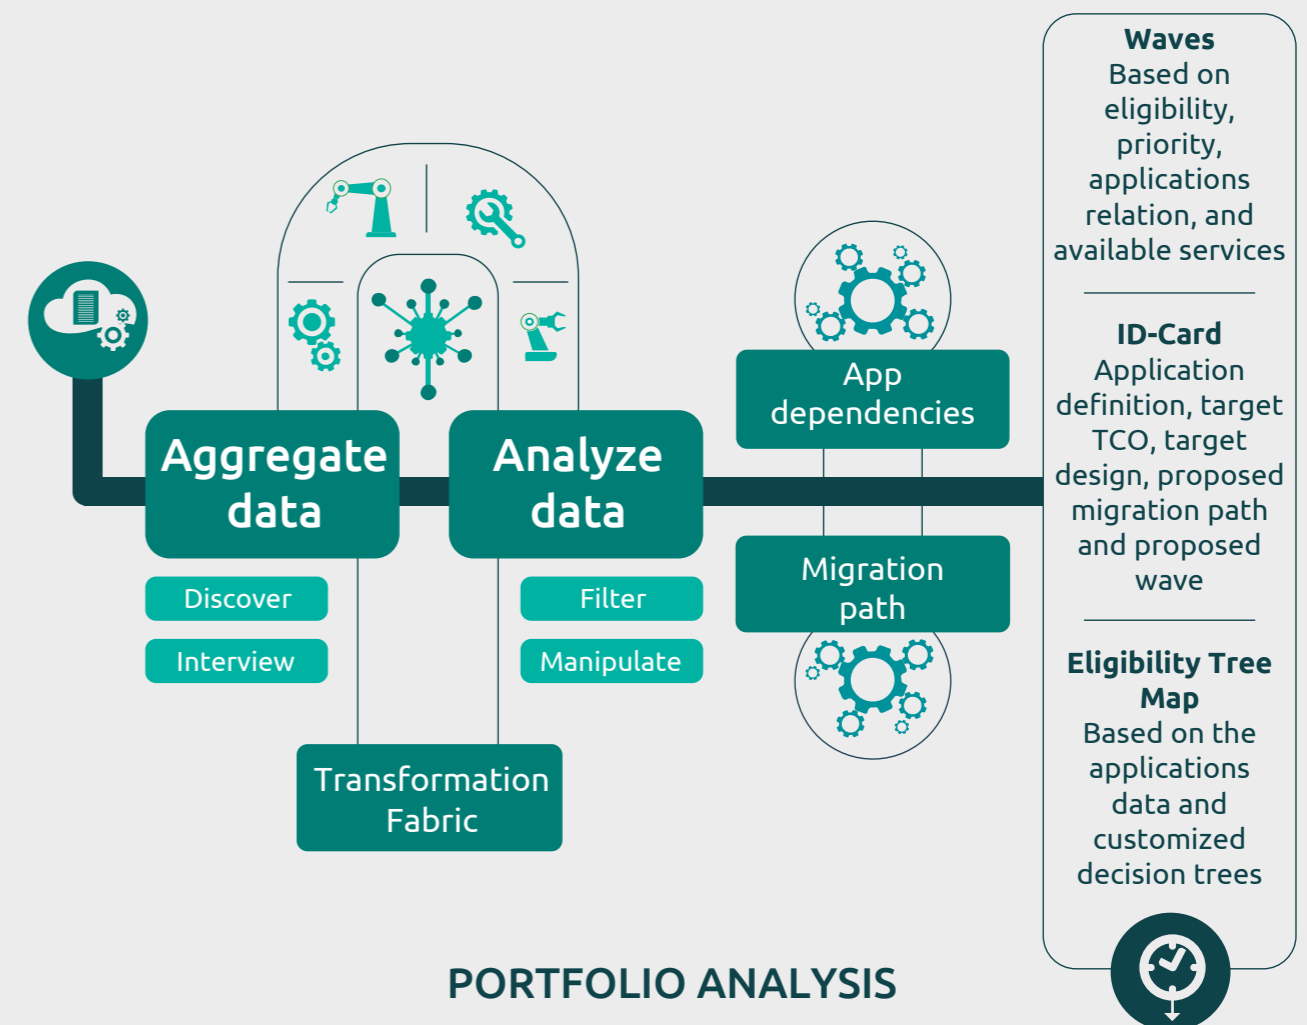 Aggregate
data
Discover
Interview
Analyze
data
Filter
Manipulate
Transformation
Fabric
App
dependencies
Migration
path
Waves
Based on
eligibility,
priority,
applications
relation, and
available services
ID-Card
Application
definition, target
TCO, target
design, proposed
migration path
and proposed
wave
Eligibility Tree
Map
Based on the
applications
data and
customized
decision trees
PORTFOLIO ANALYSIS